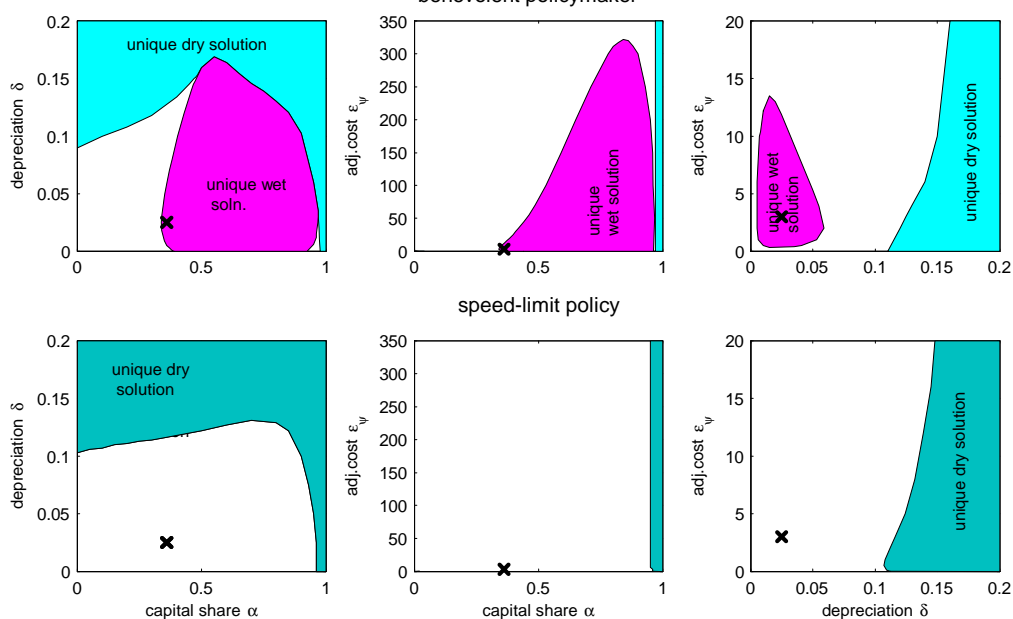 benevolent policymaker
0.2
0.15
0.1
0.05
0
depreciation δ
unique dry solution
unique wet
soln.
0
0.5
1
350
300
250
200
150
100
50
0
adj.cost ε_ψ
unique
wet solution
0
0.5
1
20
15
10
5
0
adj.cost ε_ψ
unique wet
solution
unique dry solution
0
0.05
0.1
0.15
0.2
speed-limit policy
0.2
0.15
0.1
0.05
0
depreciation δ
unique dry
solution
0
0.5
1
capital share α
350
300
250
200
150
100
50
0
adj.cost ε_ψ
0
0.5
1
capital share α
20
15
10
5
0
adj.cost ε_ψ
unique dry solution
0
0.05
0.1
0.15
0.2
depreciation δ